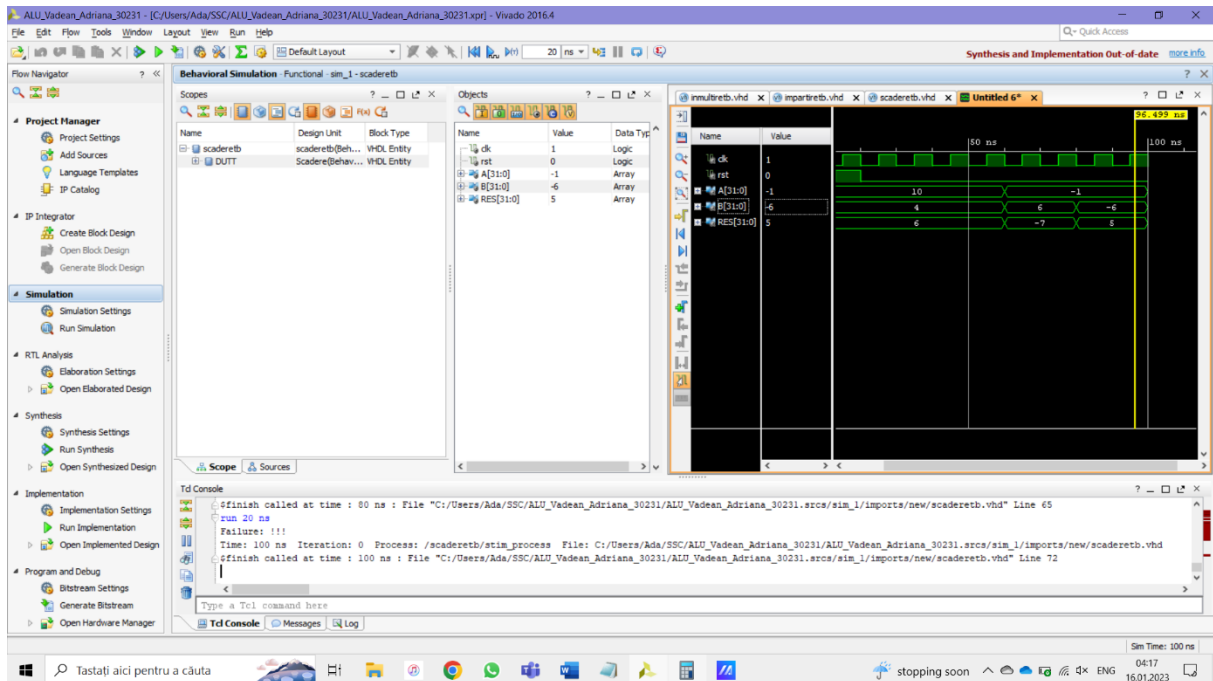 ALU_Vadean_Adriana_30231 - [C:/Users/Ada/SSC/ALU_Vadean_Adriana_30231/ALU_Vadean_Adriana_30231.xpr] - Vivado 2016.4
File Edit Flow Tools Window Layout View Run Help
Q- Quick Access
Default Layout
20 ns
Synthesis and Implementation Out-of-date more info
Flow Navigator
Behavioral Simulation - Functional - sim_1 - scaderetb
Project Manager
Project Settings
Add Sources
Language Templates
IP Catalog
IP Integrator
Create Block Design
Open Block Design
Generate Block Design
Simulation
Simulation Settings
Run Simulation
RTL Analysis
Elaboration Settings
Open Elaborated Design
Synthesis
Synthesis Settings
Run Synthesis
Open Synthesized Design
Implementation
Implementation Settings
Run Implementation
Open Implemented Design
Program and Debug
Bitstream Settings
Generate Bitstream
Open Hardware Manager
Scopes
Name Design Unit Block Type
scaderetb scaderetb(Beh... VHDL Entity
DUTT Scadere(Behav... VHDL Entity
Scope Sources
Objects
Name Value Data Typ
clk 1 Logic
rst 0 Logic
A[31:0] -1 Array
B[31:0] -6 Array
RES[31:0] 5 Array
inmultiretb.vhd impartiretb.vhd scaderetb.vhd Untitled 6*
96.499 ns
Name Value 50 ns 100 ns
clk 1
rst 0
A[31:0] -1 10 -1
B[31:0] -6 4 6 -6
RES[31:0] 5 6 -7 5
Tcl Console
$finish called at time : 80 ns : File "C:/Users/Ada/SSC/ALU_Vadean_Adriana_30231/ALU_Vadean_Adriana_30231.srcs/sim_1/imports/new/scaderetb.vhd" Line 65
run 20 ns
Failure: !!!
Time: 100 ns Iteration: 0 Process: /scaderetb/stim_process File: C:/Users/Ada/SSC/ALU_Vadean_Adriana_30231/ALU_Vadean_Adriana_30231.srcs/sim_1/imports/new/scaderetb.vhd
$finish called at time : 100 ns : File "C:/Users/Ada/SSC/ALU_Vadean_Adriana_30231/ALU_Vadean_Adriana_30231.srcs/sim_1/imports/new/scaderetb.vhd" Line 72
Type a Tcl command here
Tcl Console Messages Log
Sim Time: 100 ns
Tastați aici pentru a căuta
stopping soon
ENG
04:17
16.01.2023